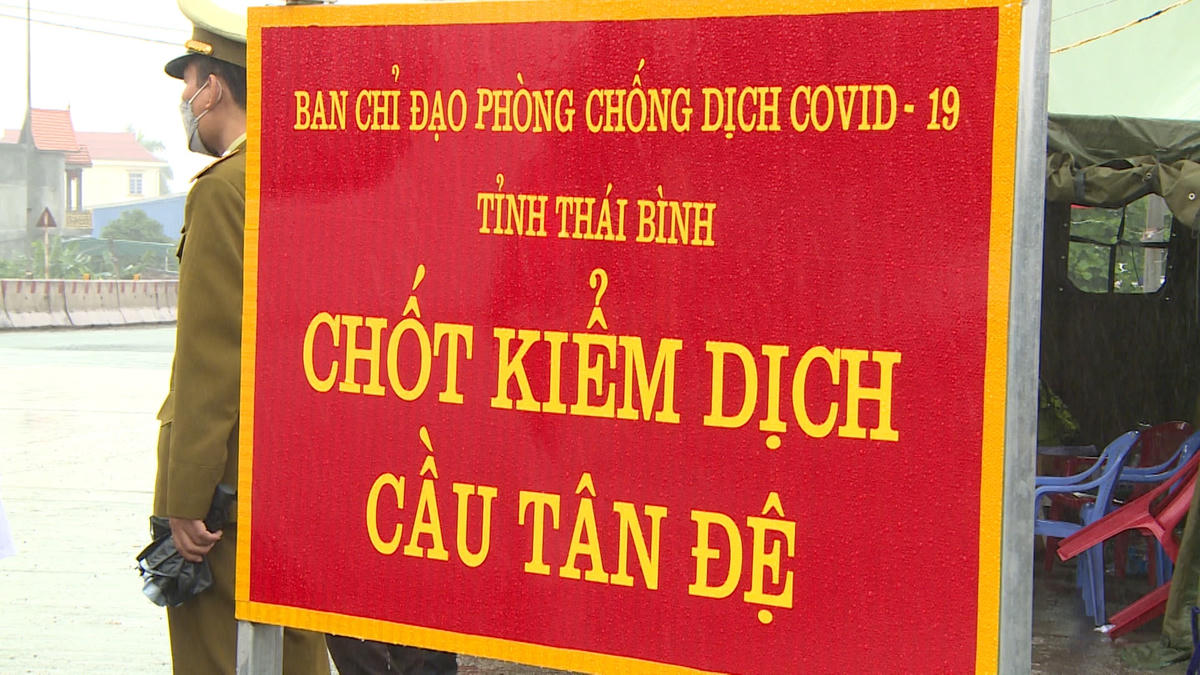 BAN CHỈ ĐẠO PHÒNG CHỐNG DỊCH COVID - 19
TỈNH THÁI BÌNH
CHỐT KIỂM DỊCH
CẦU TÂN ĐỆ